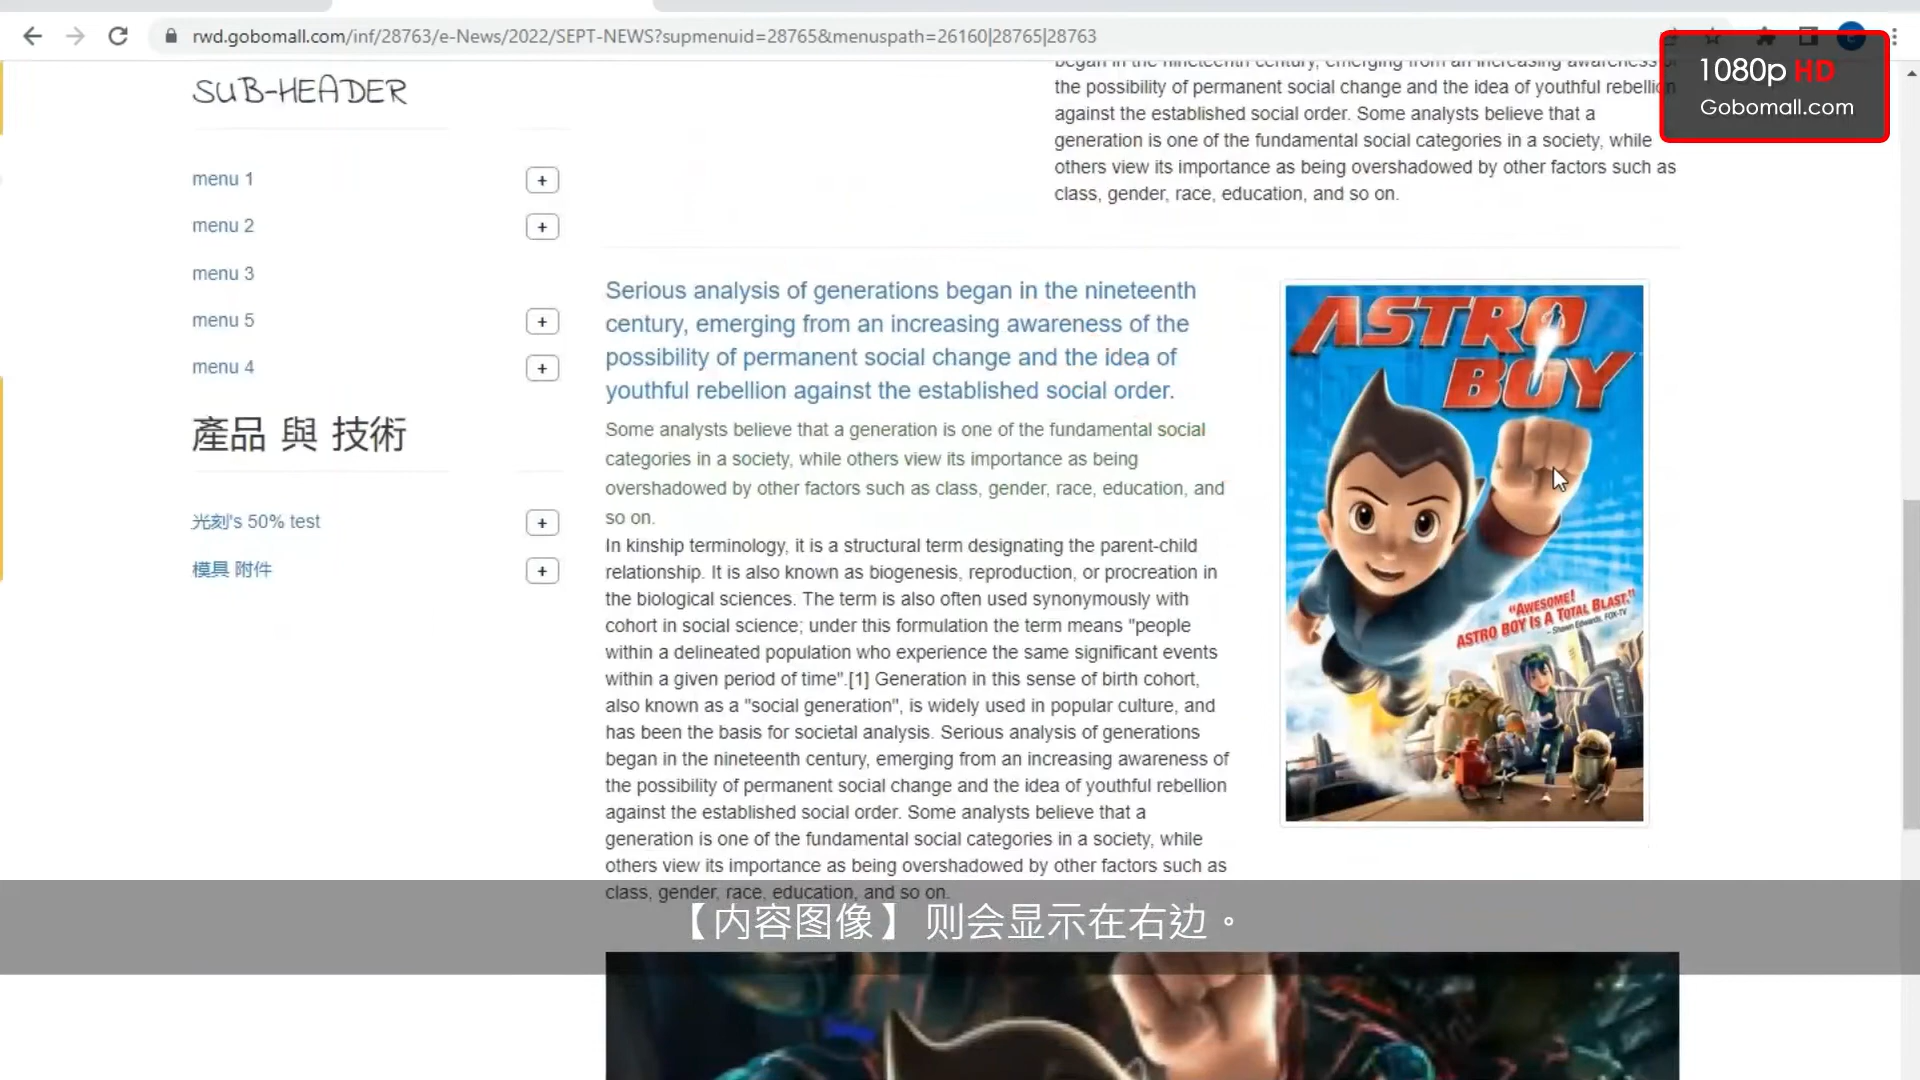 rwd.gobomall.com/inf/28763/e-News/2022/SEPT-NEWS?supmenuid=28765&menuspath=26160|28765|28763
1080p HD
Gobomall.com
SUB-HEADER
menu 1
+
menu 2
+
menu 3
menu 5
+
menu 4
+
產品 與 技術
光刻's 50% test
+
模具 附件
+
began in the nineteenth century, emerging from an increasing awareness of
the possibility of permanent social change and the idea of youthful rebellion
against the established social order. Some analysts believe that a
generation is one of the fundamental social categories in a society, while
others view its importance as being overshadowed by other factors such as
class, gender, race, education, and so on.
Serious analysis of generations began in the nineteenth
century, emerging from an increasing awareness of the
possibility of permanent social change and the idea of
youthful rebellion against the established social order.
Some analysts believe that a generation is one of the fundamental social
categories in a society, while others view its importance as being
overshadowed by other factors such as class, gender, race, education, and
so on.
In kinship terminology, it is a structural term designating the parent-child
relationship. It is also known as biogenesis, reproduction, or procreation in
the biological sciences. The term is also often used synonymously with
cohort in social science; under this formulation the term means "people
within a delineated population who experience the same significant events
within a given period of time".[1] Generation in this sense of birth cohort,
also known as a "social generation", is widely used in popular culture, and
has been the basis for societal analysis. Serious analysis of generations
began in the nineteenth century, emerging from an increasing awareness of
the possibility of permanent social change and the idea of youthful rebellion
against the established social order. Some analysts believe that a
generation is one of the fundamental social categories in a society, while
others view its importance as being overshadowed by other factors such as
class, gender, race, education, and so on.
ASTRO
BOY
"AWESOME!
ASTRO BOY IS A TOTAL BLAST."
- Shawn Edwards, FOX-TV
【内容图像】 则会显示在右边。